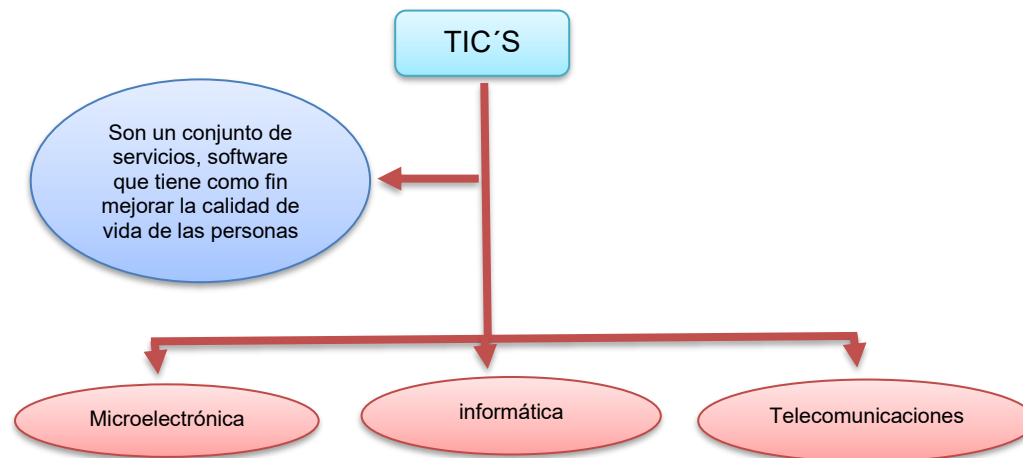 TIC´S
Son un conjunto de
servicios, software
que tiene como fin
mejorar la calidad de
vida de las personas
Microelectrónica
informática
Telecomunicaciones